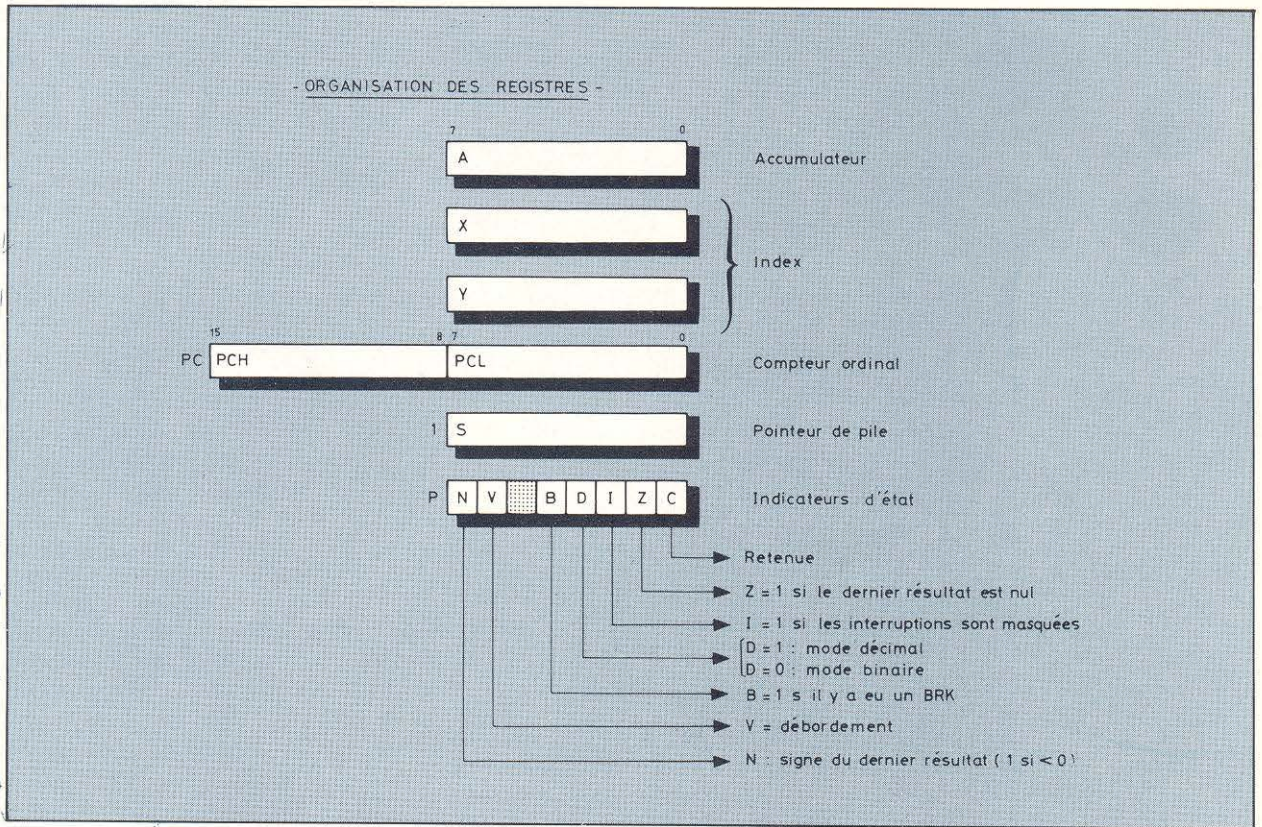 - ORGANISATION DES REGISTRES -
7 0
A Accumulateur
X
Index
Y
15 8 7 0
PC PCH PCL Compteur ordinal
1 S Pointeur de pile
P N V B D I Z C Indicateurs d'état
Retenue
Z = 1 si le dernier résultat est nul
I = 1 si les interruptions sont masquées
D = 1 : mode décimal
D = 0 : mode binaire
B = 1 s il y a eu un BRK
V = débordement
N : signe du dernier résultat ( 1 si < 0 )